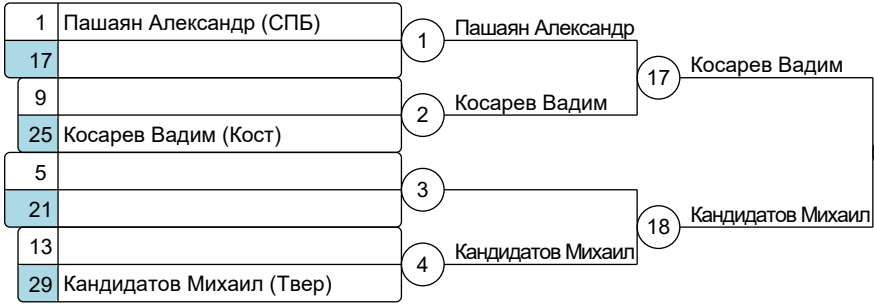 1 Пашаян Александр (СПБ)
17
9
25 Косарев Вадим (Кост)
5
21
13
29 Кандидатов Михаил (Твер)
1 Пашаян Александр
2 Косарев Вадим
3
4 Кандидатов Михаил
17 Косарев Вадим
18 Кандидатов Михаил